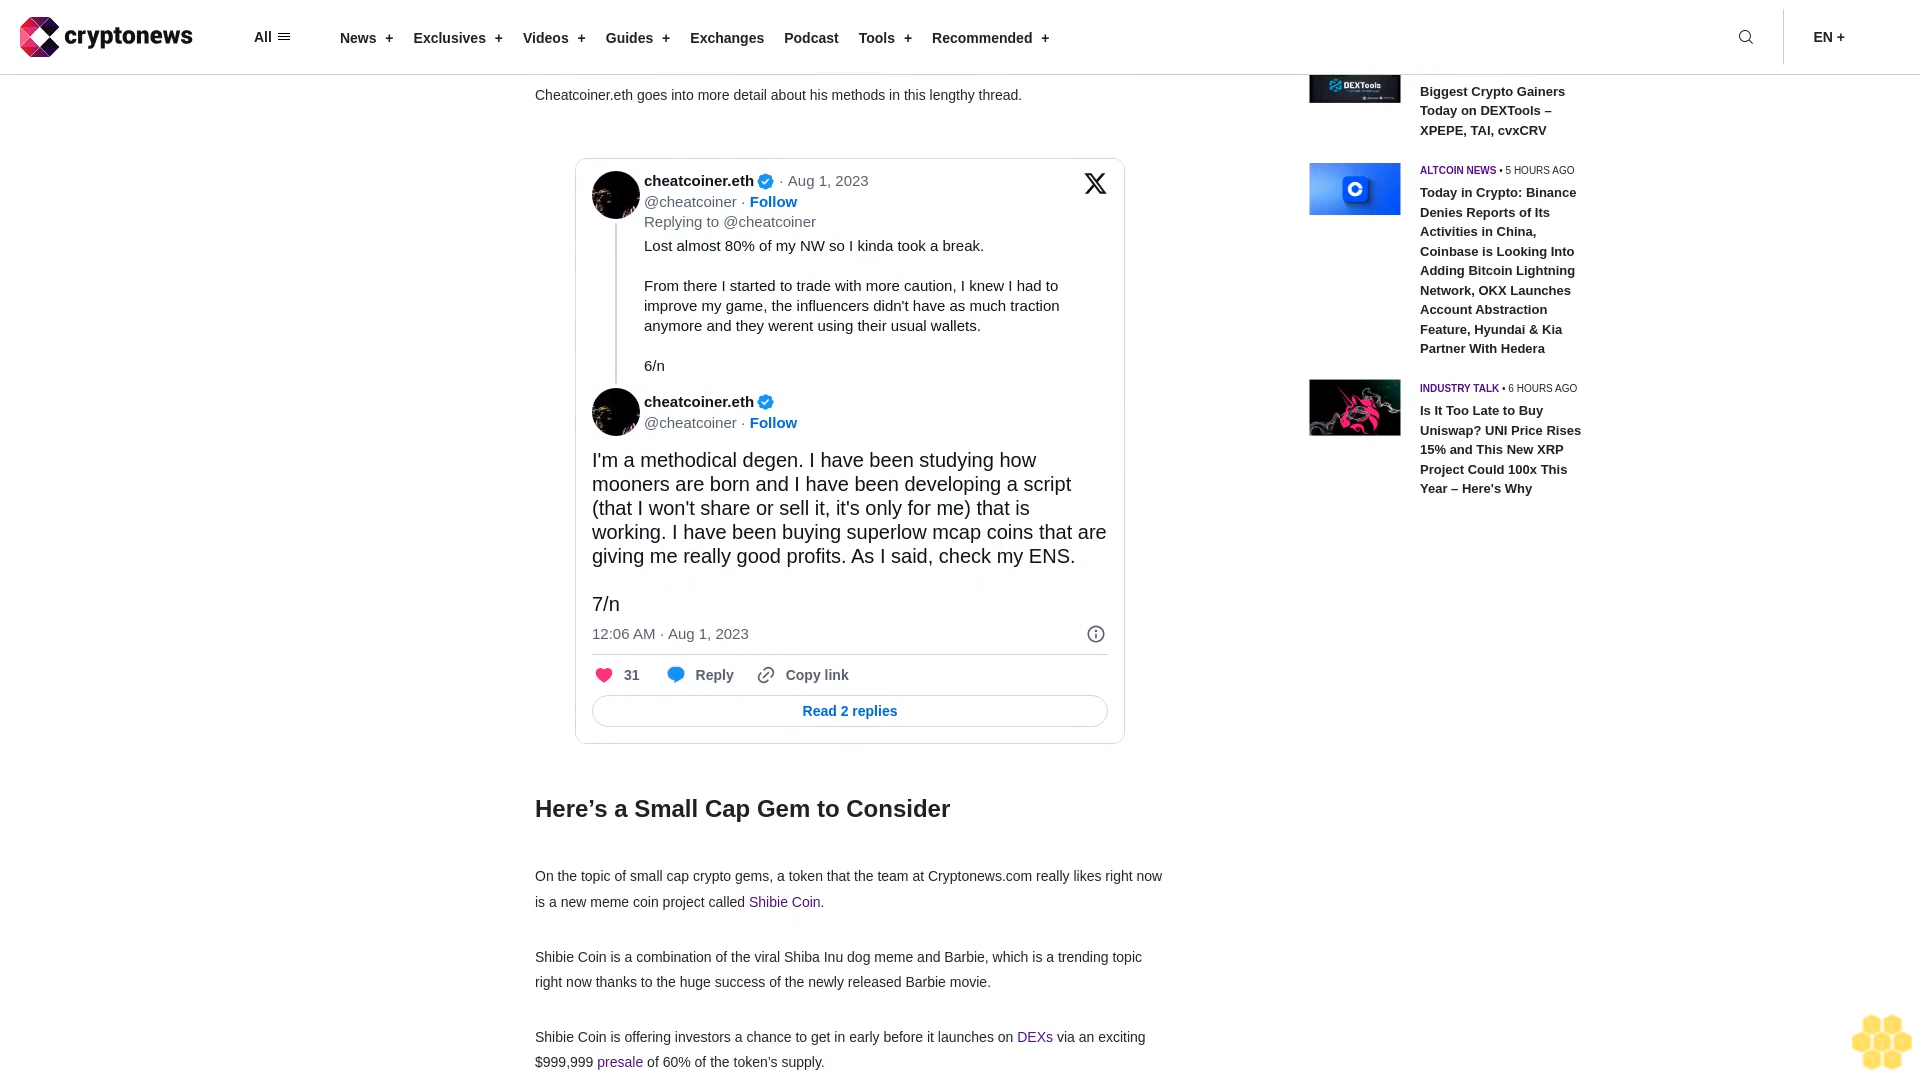 cryptonews
All
News + Exclusives + Videos + Guides + Exchanges Podcast Tools + Recommended +
EN +
Cheatcoiner.eth goes into more detail about his methods in this lengthy thread.
cheatcoiner.eth · Aug 1, 2023
@cheatcoiner · Follow
Replying to @cheatcoiner
Lost almost 80% of my NW so I kinda took a break.
From there I started to trade with more caution, I knew I had to
improve my game, the influencers didn't have as much traction
anymore and they werent using their usual wallets.
6/n
cheatcoiner.eth
@cheatcoiner · Follow
I'm a methodical degen. I have been studying how
mooners are born and I have been developing a script
(that I won't share or sell it, it's only for me) that is
working. I have been buying superlow mcap coins that are
giving me really good profits. As I said, check my ENS.
7/n
12:06 AM · Aug 1, 2023
31 Reply Copy link
Read 2 replies
Here’s a Small Cap Gem to Consider
On the topic of small cap crypto gems, a token that the team at Cryptonews.com really likes right now
is a new meme coin project called Shibie Coin.
Shibie Coin is a combination of the viral Shiba Inu dog meme and Barbie, which is a trending topic
right now thanks to the huge success of the newly released Barbie movie.
Shibie Coin is offering investors a chance to get in early before it launches on DEXs via an exciting
$999,999 presale of 60% of the token’s supply.
DEXTools
Biggest Crypto Gainers
Today on DEXTools –
XPEPE, TAI, cvxCRV
ALTCOIN NEWS • 5 HOURS AGO
Today in Crypto: Binance
Denies Reports of Its
Activities in China,
Coinbase is Looking Into
Adding Bitcoin Lightning
Network, OKX Launches
Account Abstraction
Feature, Hyundai & Kia
Partner With Hedera
INDUSTRY TALK • 6 HOURS AGO
Is It Too Late to Buy
Uniswap? UNI Price Rises
15% and This New XRP
Project Could 100x This
Year – Here's Why